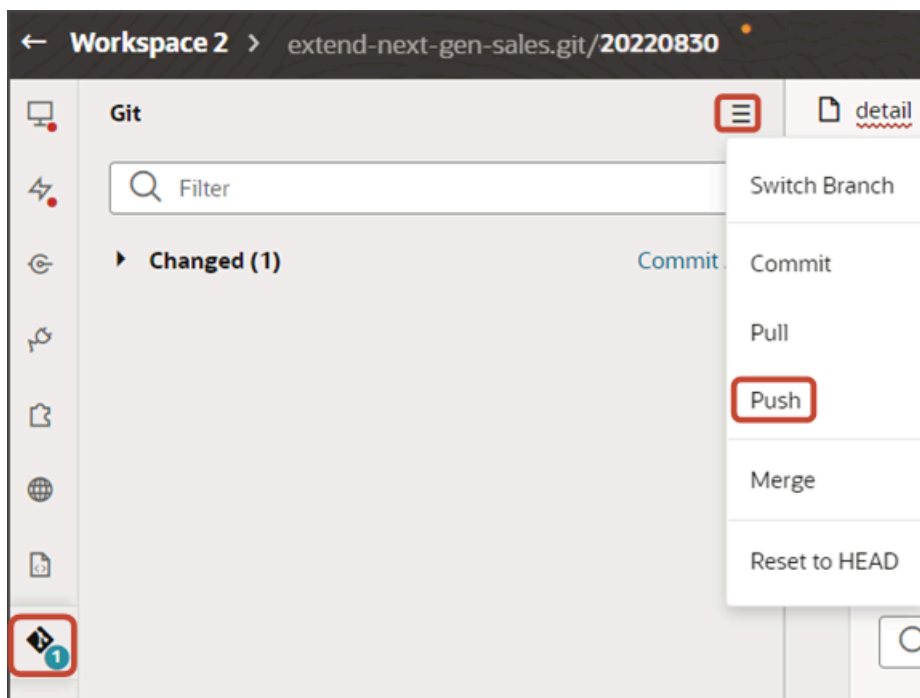 ← Workspace 2 > extend-next-gen-sales.git/20220830
Git
detail
Filter
Switch Branch
Changed (1)
Commit
Commit
Pull
Push
Merge
Reset to HEAD
1